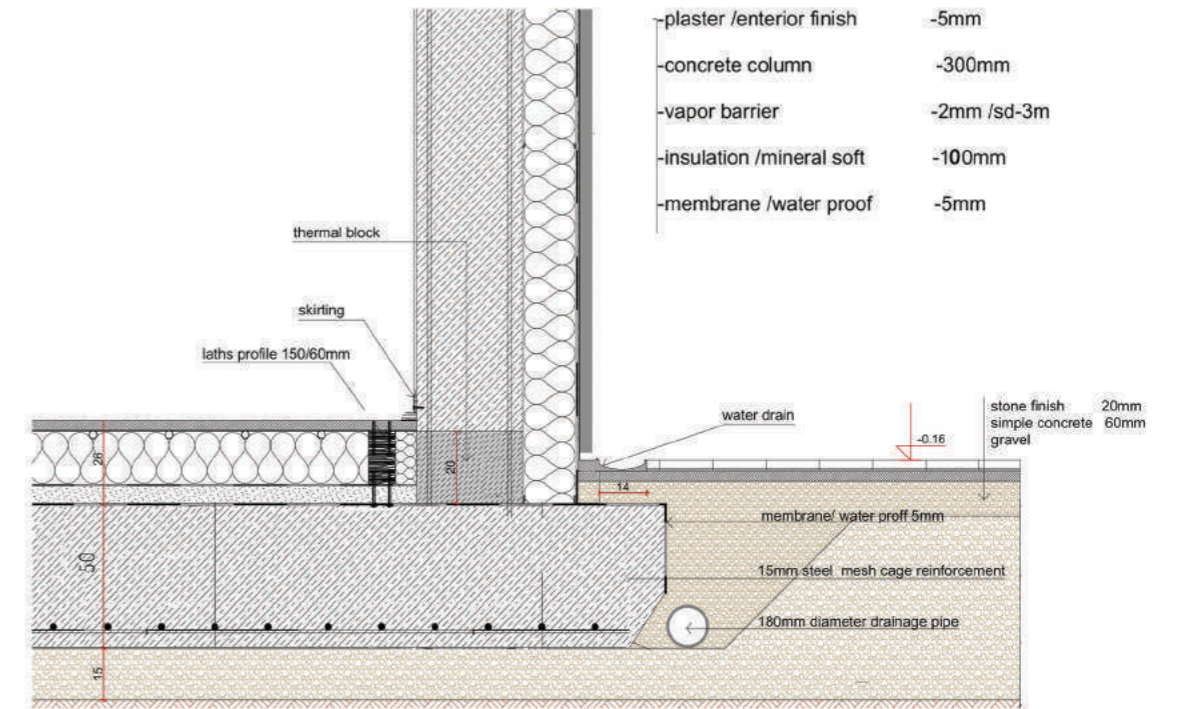 -plaster /enterior finish -5mm
-concrete column -300mm
-vapor barrier -2mm /sd-3m
-insulation /mineral soft -100mm
-membrane /water proof -5mm
thermal block
skirting
laths profile 150/60mm
water drain
stone finish 20mm
simple concrete 60mm
gravel
-0.16
28
20
14
membrane/ water proff 5mm
50
15mm steel mesh cage reinforcement
180mm diameter drainage pipe
15